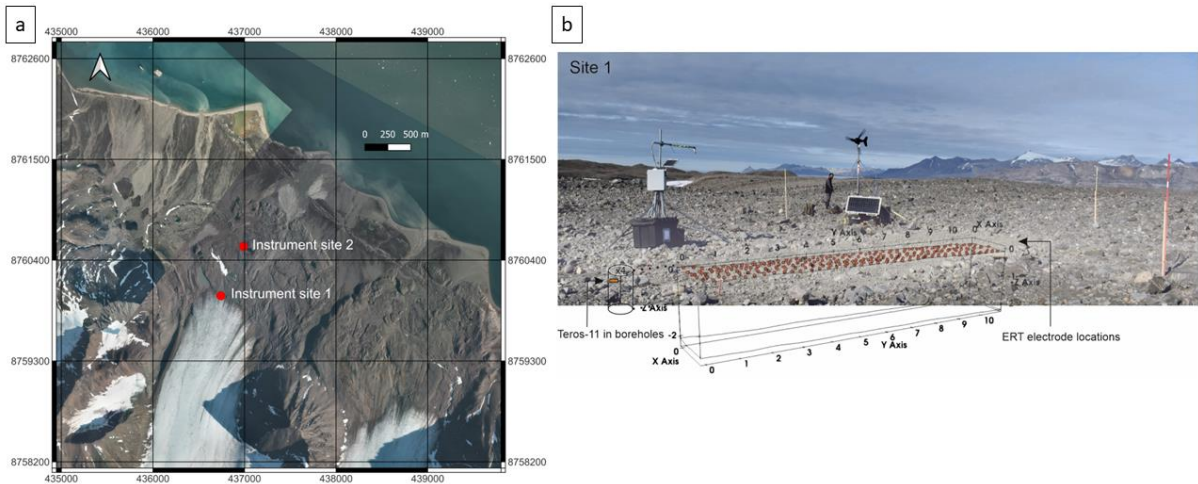 a
435000 436000 437000 438000 439000
8762600 8762600
0 250 500 m
8761500 8761500
Instrument site 2
8760400 8760400
Instrument site 1
8759300 8759300
8758200 8758200
435000 436000 437000 438000 439000
b
Site 1
0 1 2 3 4 5 6 7 8 9 10 0
Y Axis X Axis
x4
0
-Z Axis
Teros-11 in boreholes
-2
0
X Axis
0 1 2 3 4 5 6 7 8 9 10
Y Axis
ERT electrode locations